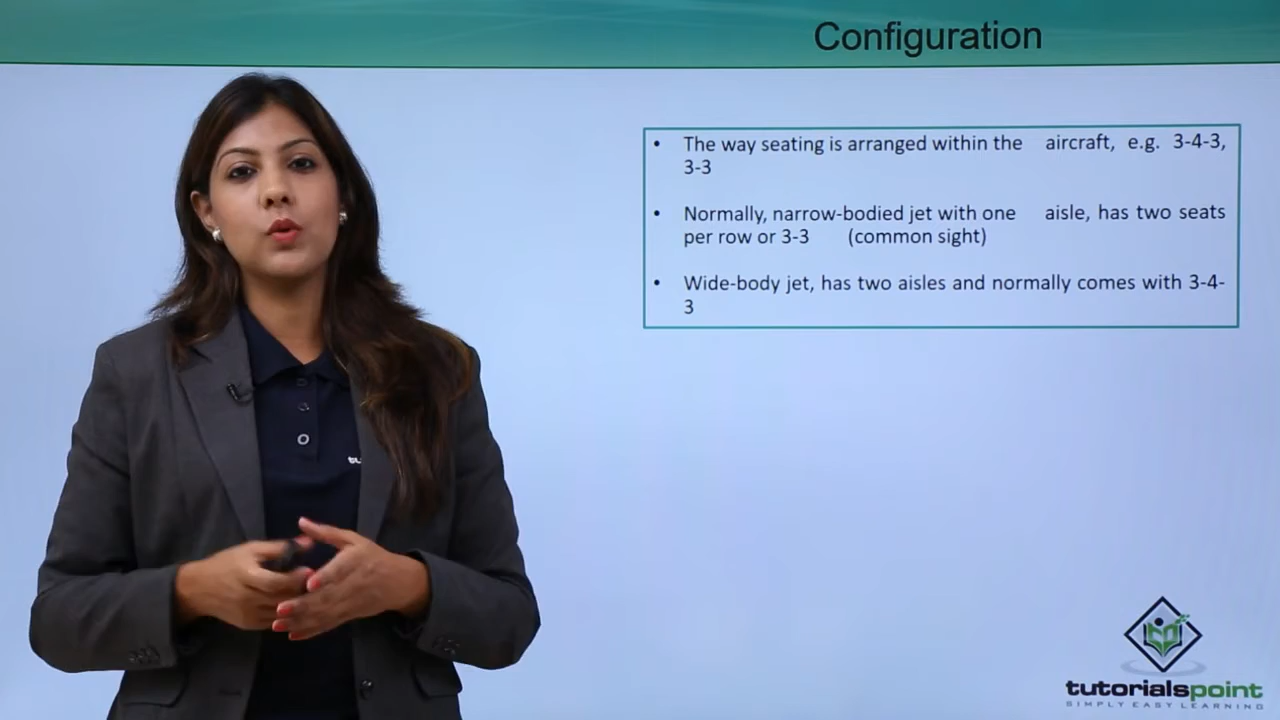 Configuration
• The way seating is arranged within the aircraft, e.g. 3-4-3,
3-3
• Normally, narrow-bodied jet with one aisle, has two seats
per row or 3-3 (common sight)
• Wide-body jet, has two aisles and normally comes with 3-4-
3
tu
tutorialspoint
SIMPLY EASY LEARNING